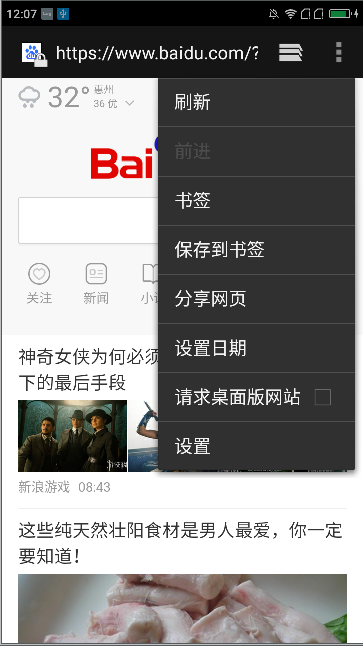 12:07
https://www.baidu.com/?
32°
惠州
36 优
Bai
刷新
前进
书签
保存到书签
分享网页
设置日期
请求桌面版网站
设置
关注
新闻
小说
神奇女侠为何必须
下的最后手段
新浪游戏 08:43
这些纯天然壮阳食材是男人最爱，你一定
要知道！